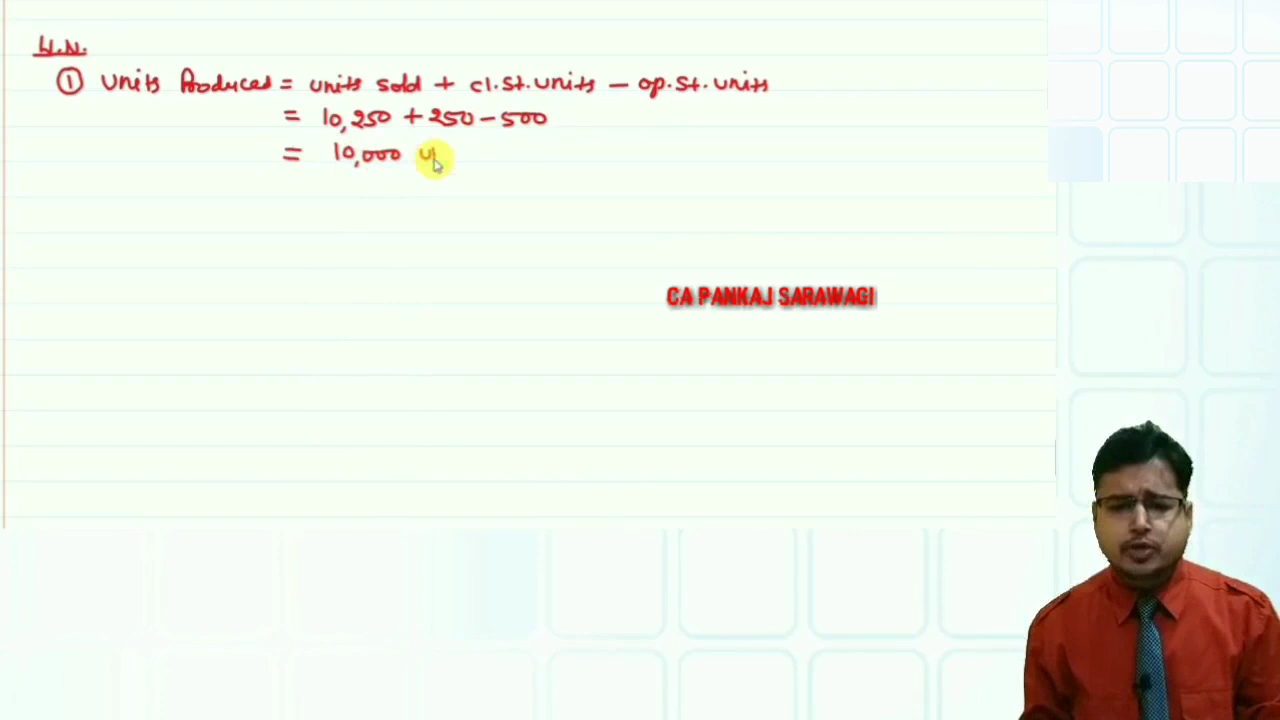 W.N.
① Units Produced = units sold + cl.st.units - op.st.units
= 10,250 + 250 - 500
= 10,000 u
CA PANKAJ SARAWAGI